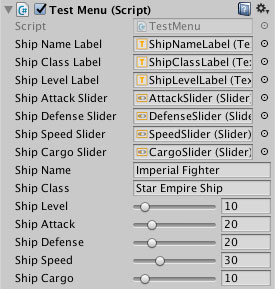 Test Menu (Script)
Script TestMenu
Ship Name Label ShipNameLabel (Te
Ship Class Label ShipClassLabel (Tex
Ship Level Label ShipLevelLabel (Tex
Ship Attack Slider AttackSlider (Slider)
Ship Defense Slider DefenseSlider (Slider
Ship Speed Slider SpeedSlider (Slider)
Ship Cargo Slider CargoSlider (Slider)
Ship Name Imperial Fighter
Ship Class Star Empire Ship
Ship Level 10
Ship Attack 20
Ship Defense 20
Ship Speed 30
Ship Cargo 10